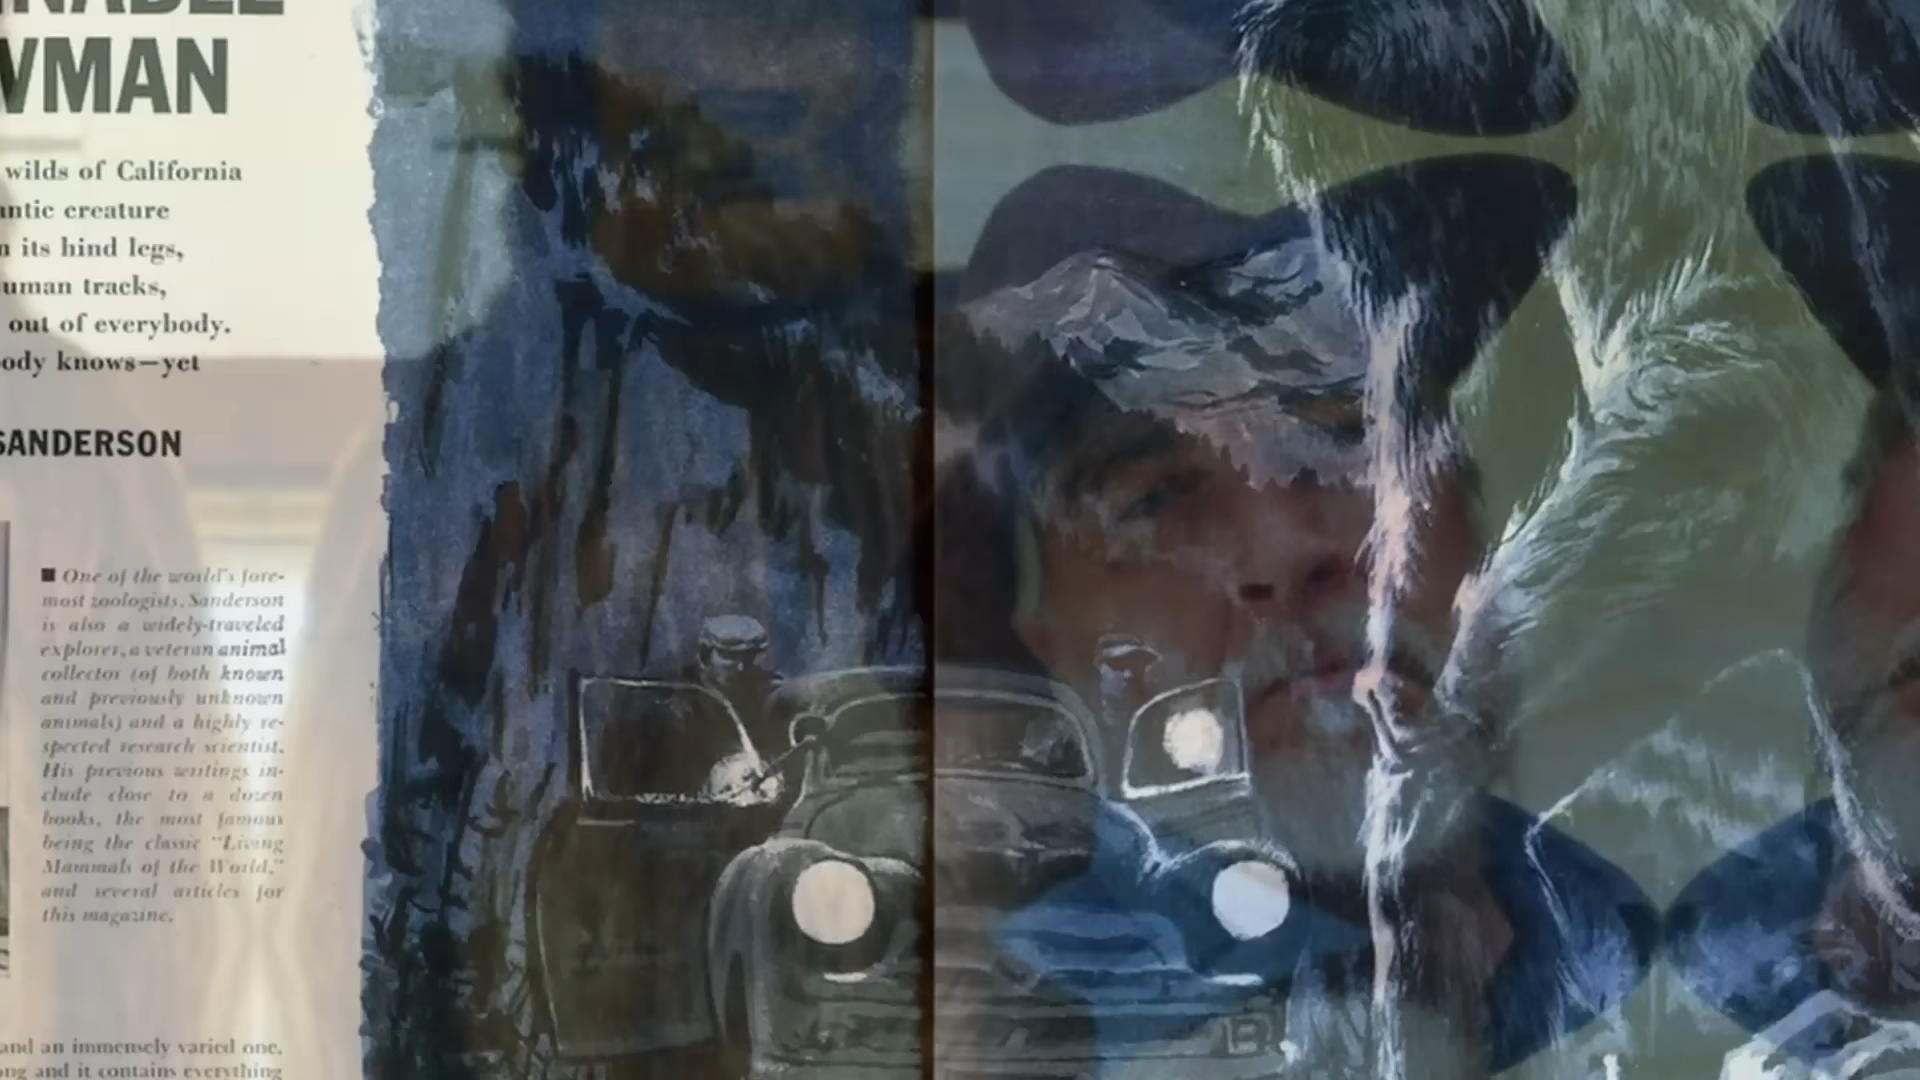 WMAN
wilds of California
antic creature
n its hind legs,
uman tracks,
out of everybody.
ody knows—yet
SANDERSON
■ One of the world's fore-
most zoologists, Sanderson
is also a widely-traveled
explorer, a veteran animal
collector (of both known
and previously unknown
animals) and a highly re-
spected research scientist.
His previous writings in-
clude close to a dozen
books, the most famous
being the classic "Living
Mammals of the World,"
and several articles for
this magazine.
and an immensely varied one,
ong and it contains everything